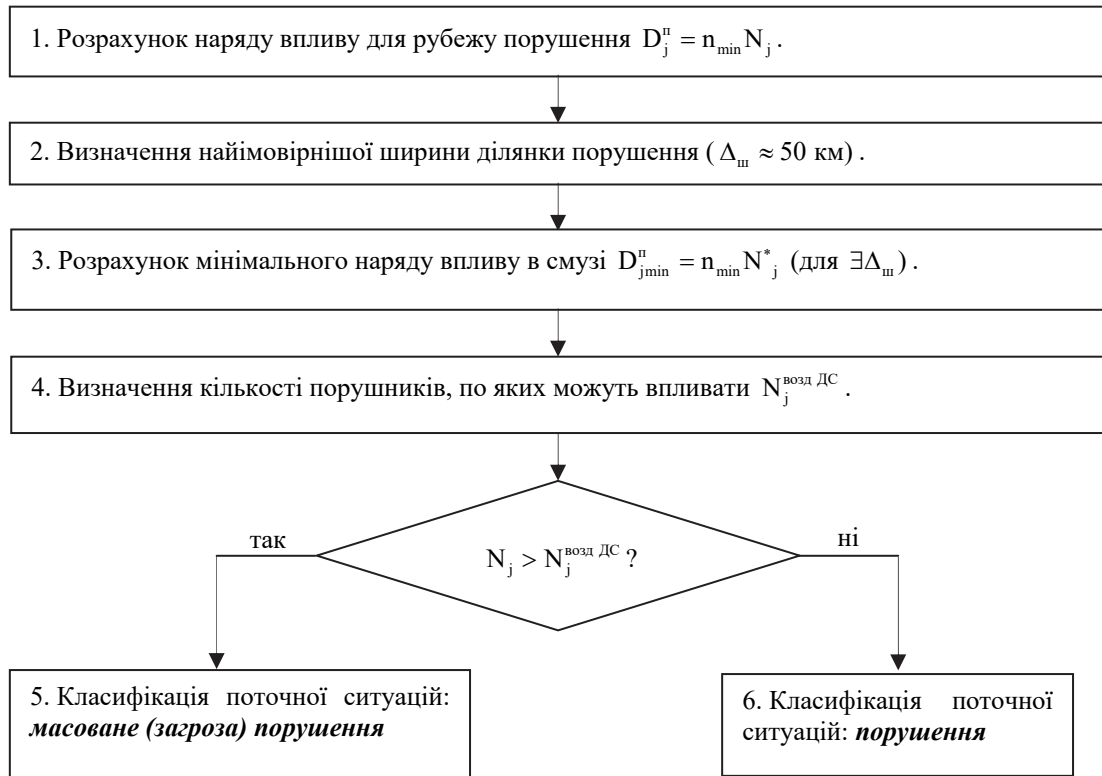 1. Розрахунок наряду впливу для рубежу порушення D_j^п = n_min N_j .
2. Визначення найімовірнішої ширини ділянки порушення ( Δ_ш ≈ 50 км) .
3. Розрахунок мінімального наряду впливу в смузі D_jmin^п = n_min N*_j (для ∃Δ_ш) .
4. Визначення кількості порушників, по яких можуть впливати N_j^возд ДС .
так
N_j > N_j^возд ДС ?
ні
5. Класифікація поточної ситуацій:
масоване (загроза) порушення
6. Класифікація поточної
ситуацій: порушення